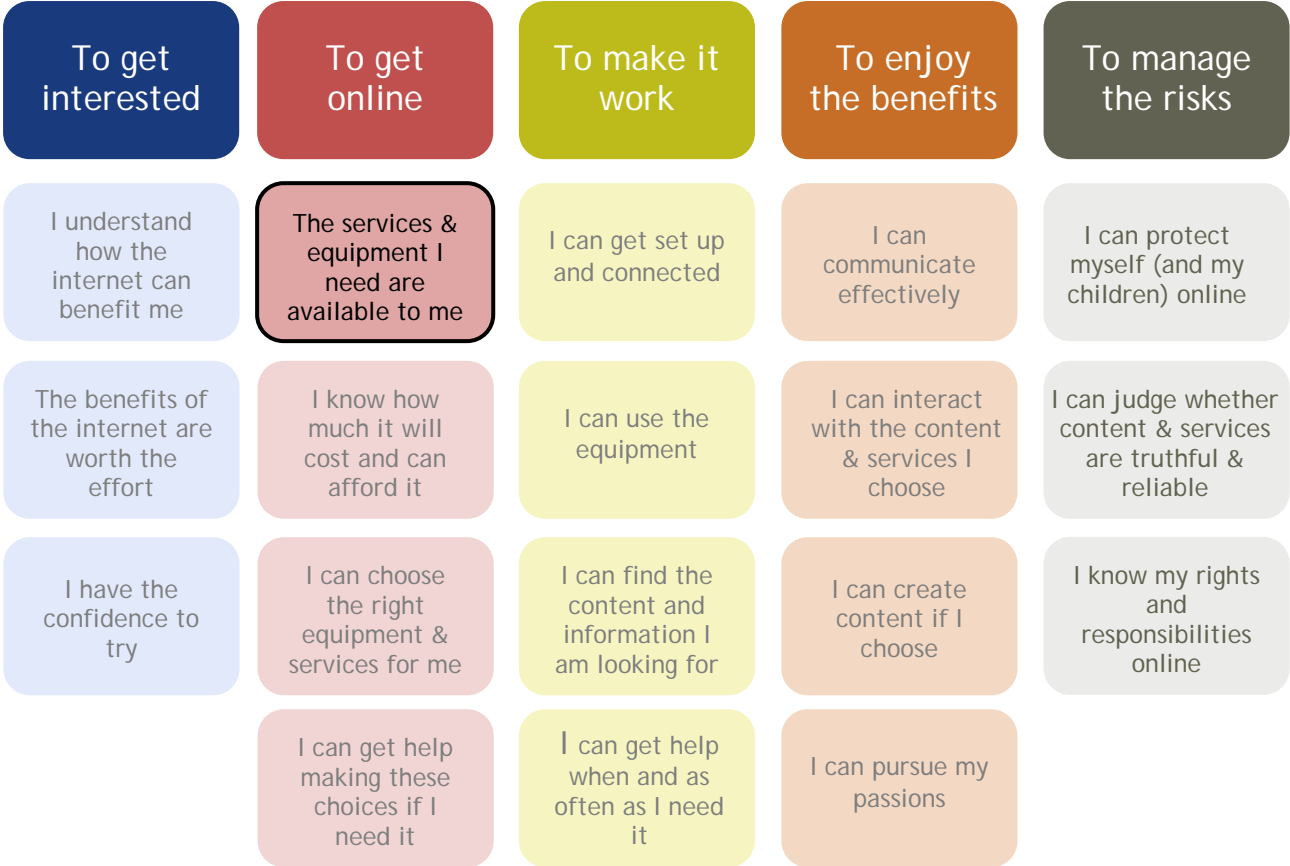 To get
interested
To get
online
To make it
work
To enjoy
the benefits
To manage
the risks
I understand
how the
internet can
benefit me
The services &
equipment I
need are
available to me
I can get set up
and connected
I can
communicate
effectively
I can protect
myself (and my
children) online
The benefits of
the internet are
worth the
effort
I know how
much it will
cost and can
afford it
I can use the
equipment
I can interact
with the content
& services I
choose
I can judge whether
content & services
are truthful &
reliable
I have the
confidence to
try
I can choose
the right
equipment &
services for me
I can find the
content and
information I
am looking for
I can create
content if I
choose
I know my rights
and
responsibilities
online
I can get help
making these
choices if I
need it
I can get help
when and as
often as I need
it
I can pursue my
passions